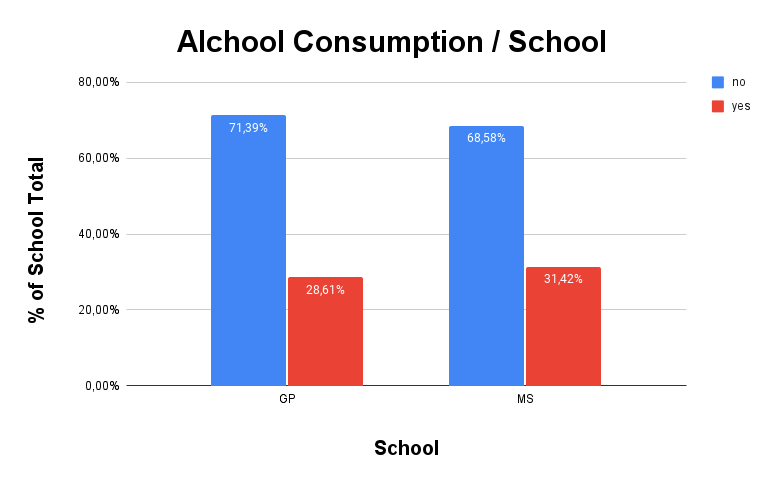 Alchool Consumption / School
no
yes
% of School Total
80,00%
60,00%
40,00%
20,00%
0,00%
71,39%
28,61%
68,58%
31,42%
GP
MS
School